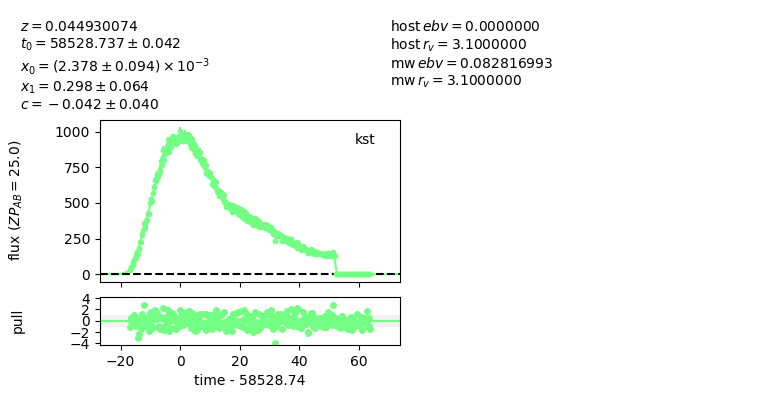 z = 0.044930074
t₀ = 58528.737 ± 0.042
x₀ = (2.378 ± 0.094) × 10⁻³
x₁ = 0.298 ± 0.064
c = − 0.042 ± 0.040
host ebv = 0.0000000
host r_v = 3.1000000
mw ebv = 0.082816993
mw r_v = 3.1000000
kst
flux (ZP_AB = 25.0)
1000
750
500
250
0
pull
4
2
0
−2
−4
−20 0 20 40 60
time - 58528.74